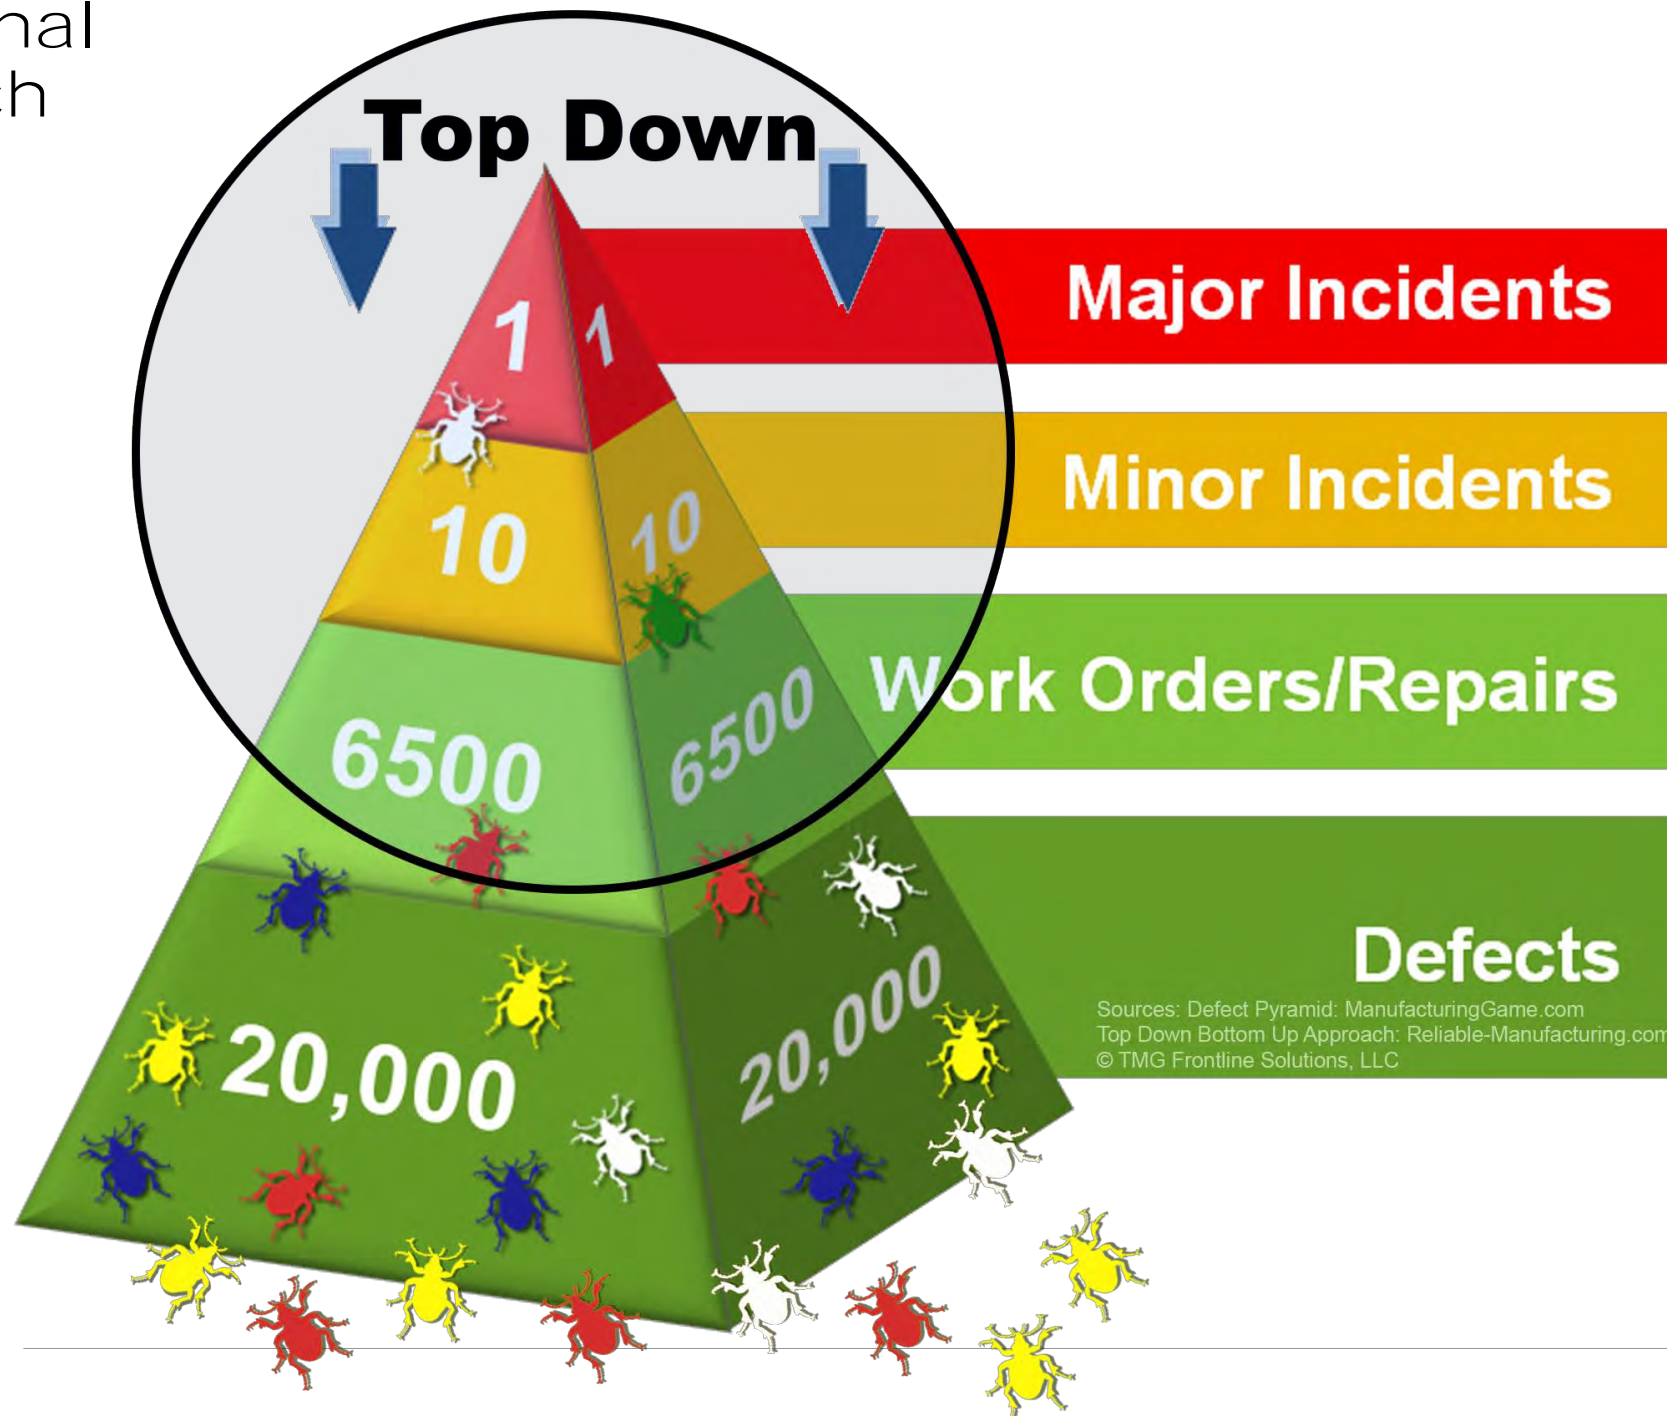 nal
ch
Top Down
1
1
Major Incidents
10
10
Minor Incidents
6500
6500
Work Orders/Repairs
20,000
20,000
Defects
Sources: Defect Pyramid: ManufacturingGame.com
Top Down Bottom Up Approach: Reliable-Manufacturing.com
© TMG Frontline Solutions, LLC